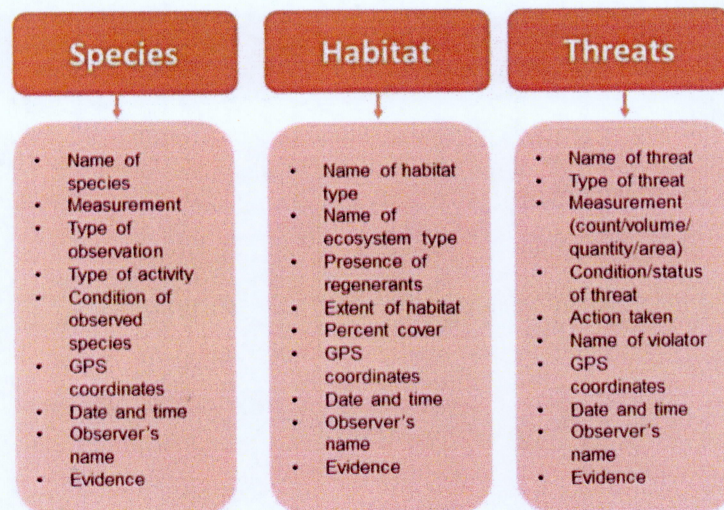 Species
• Name of
species
• Measurement
• Type of
observation
• Type of activity
• Condition of
observed
species
• GPS
coordinates
• Date and time
• Observer's
name
• Evidence
Habitat
• Name of habitat
type
• Name of
ecosystem type
• Presence of
regenerants
• Extent of habitat
• Percent cover
• GPS
coordinates
• Date and time
• Observer's
name
• Evidence
Threats
• Name of threat
• Type of threat
• Measurement
(count/volume/
quantity/area)
• Condition/status
of threat
• Action taken
• Name of violator
• GPS
coordinates
• Date and time
• Observer's
name
• Evidence